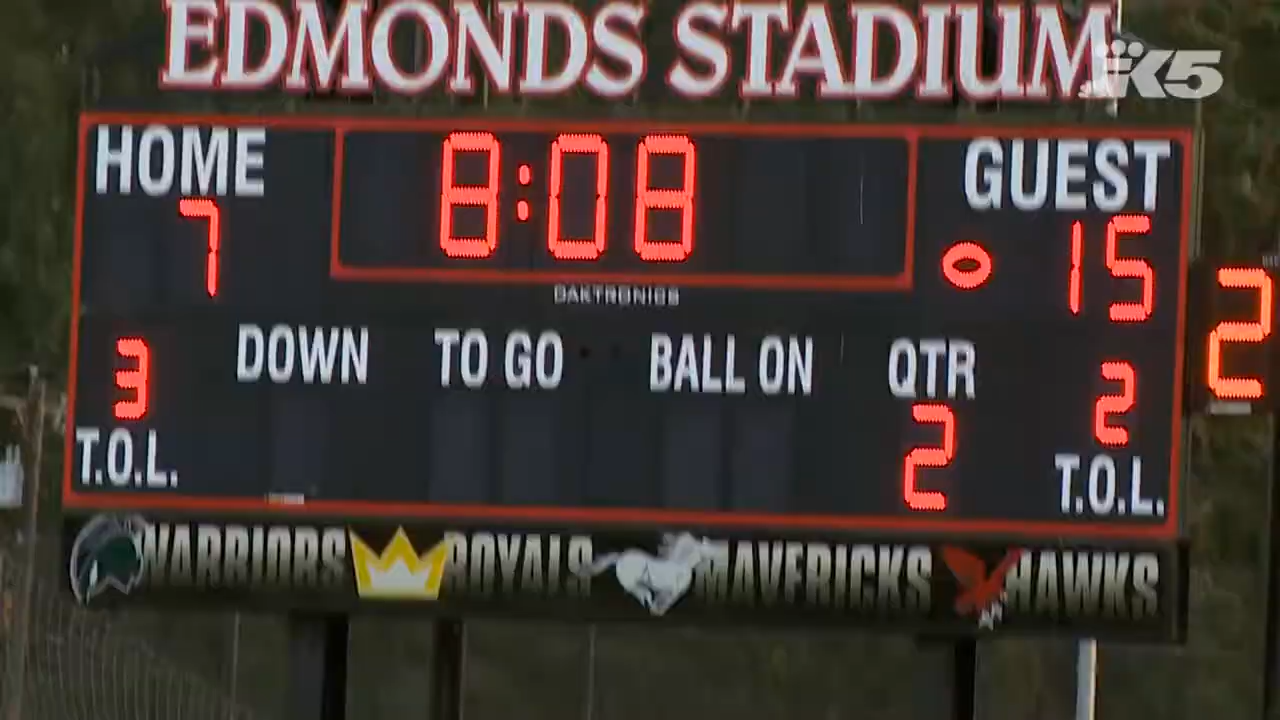 EDMONDS STADIUM
K5
HOME 8:08 GUEST
7 15
DAKTRONICS
2
DOWN TO GO BALL ON QTR
3 2 2
T.O.L. T.O.L.
WARRIORS ROYALS MAVERICKS HAWKS